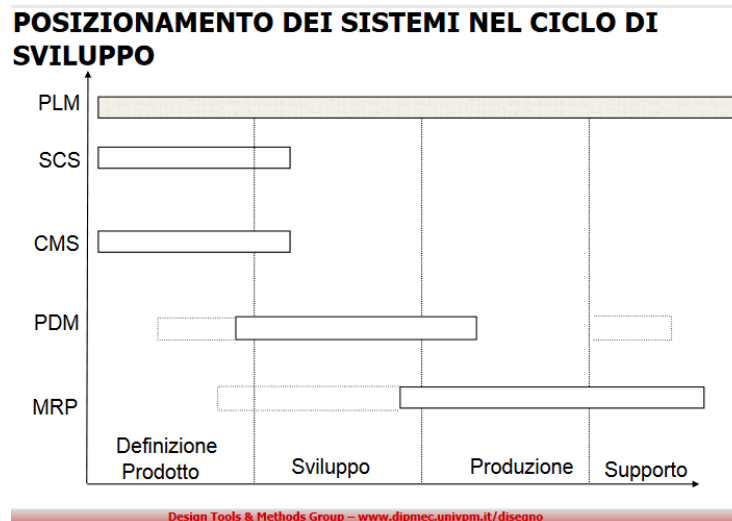 POSIZIONAMENTO DEI SISTEMI NEL CICLO DI
SVILUPPO
PLM
SCS
CMS
PDM
MRP
Definizione
Prodotto
Sviluppo
Produzione
Supporto
Design Tools & Methods Group – www.dipmec.univpm.it/disegno